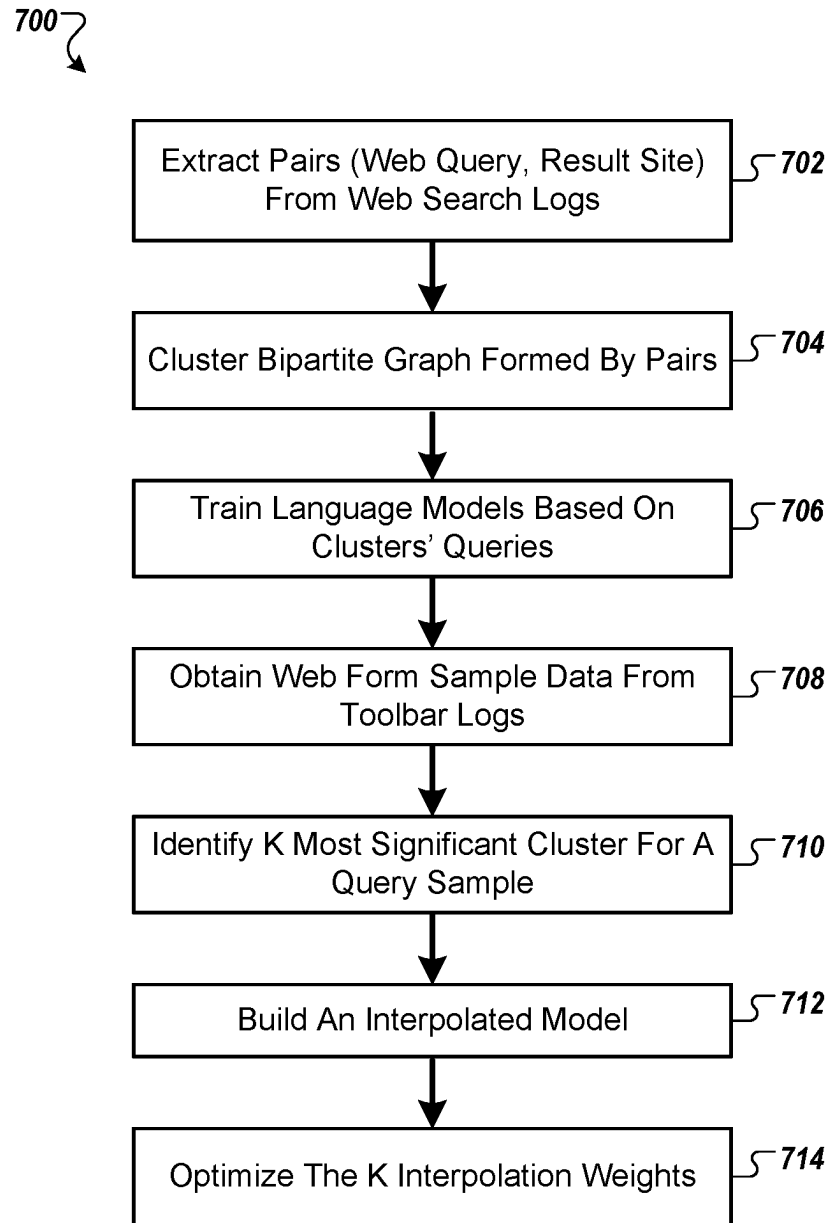 700
Extract Pairs (Web Query, Result Site)
From Web Search Logs
702
Cluster Bipartite Graph Formed By Pairs
704
Train Language Models Based On
Clusters' Queries
706
Obtain Web Form Sample Data From
Toolbar Logs
708
Identify K Most Significant Cluster For A
Query Sample
710
Build An Interpolated Model
712
Optimize The K Interpolation Weights
714